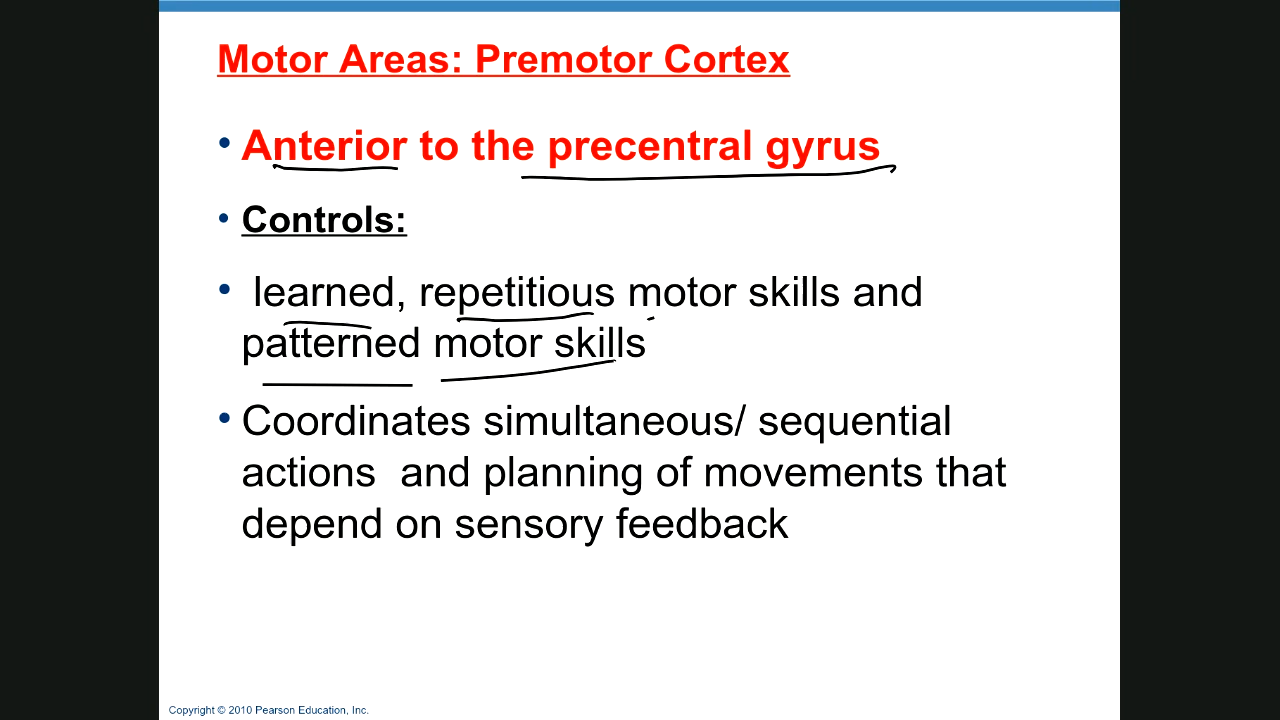 Motor Areas: Premotor Cortex
• Anterior to the precentral gyrus
• Controls:
• learned, repetitious motor skills and
patterned motor skills
• Coordinates simultaneous/ sequential
actions and planning of movements that
depend on sensory feedback
Copyright © 2010 Pearson Education, Inc.